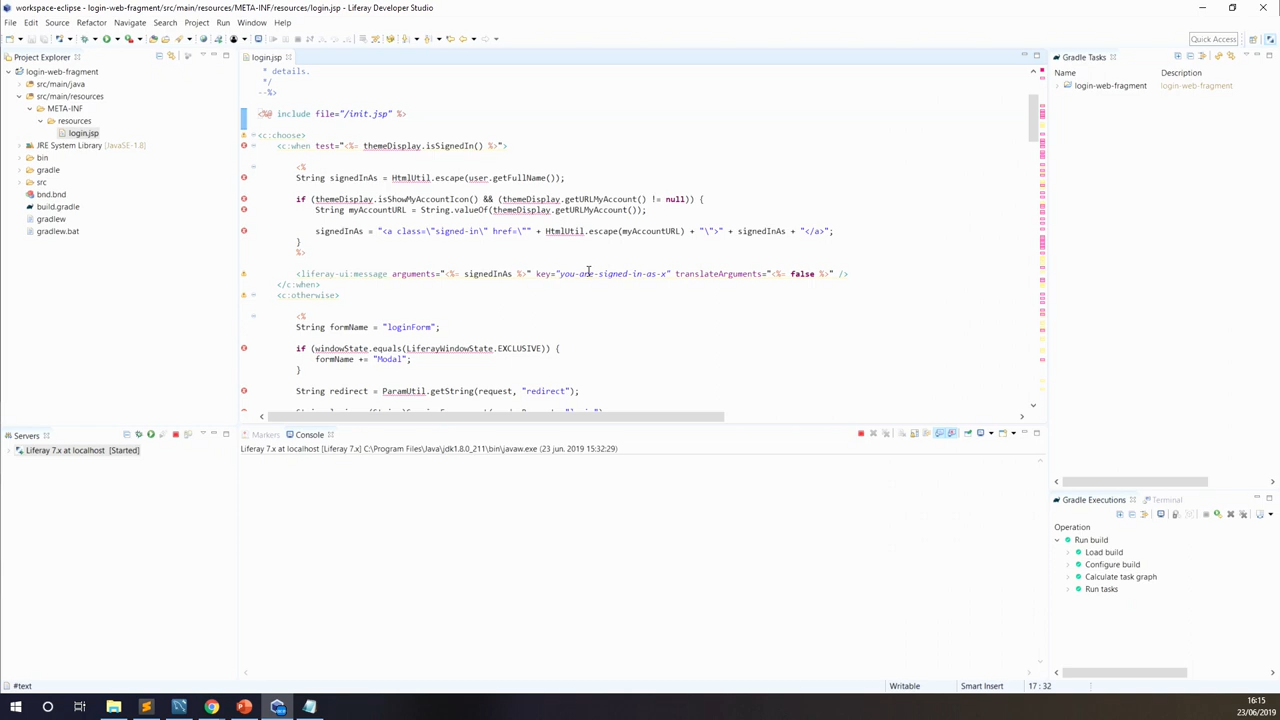 workspace-eclipse - login-web-fragment/src/main/resources/META-INF/resources/login.jsp - Liferay Developer Studio
File Edit Source Refactor Navigate Search Project Run Window Help
Quick Access
Project Explorer
login-web-fragment
src/main/java
src/main/resources
META-INF
resources
login.jsp
JRE System Library [JavaSE-1.8]
bin
gradle
src
bnd.bnd
build.gradle
gradlew
gradlew.bat
login.jsp
* details.
*/
--%>
<%@ include file="/init.jsp" %>
<c:choose>
<c:when test="<%= themeDisplay.isSignedIn() %>">
<%
String signedInAs = HtmlUtil.escape(user.getFullName());
if (themeDisplay.isShowMyAccountIcon() && (themeDisplay.getURLMyAccount() != null)) {
String myAccountURL = String.valueOf(themeDisplay.getURLMyAccount());
signedInAs = "<a class=\"signed-in\" href=\"" + HtmlUtil.escape(myAccountURL) + "\">" + signedInAs + "</a>";
}
%>
<liferay-ui:message arguments="<%= signedInAs %>" key="you-are-signed-in-as-x" translateArguments="<%= false %>" />
</c:when>
<c:otherwise>
<%
String formName = "loginForm";
if (windowState.equals(LiferayWindowState.EXCLUSIVE)) {
formName += "Modal";
}
String redirect = ParamUtil.getString(request, "redirect");
Gradle Tasks
Name Description
login-web-fragment login-web-fragment
Servers
Liferay 7.x at localhost [Started]
Markers Console
Liferay 7.x at localhost [Liferay 7.x] C:\Program Files\Java\jdk1.8.0_211\bin\javaw.exe (23 jun. 2019 15:32:29)
Gradle Executions Terminal
Operation
Run build
Load build
Configure build
Calculate task graph
Run tasks
#text Writable Smart Insert 17 : 32
16:15
23/06/2019